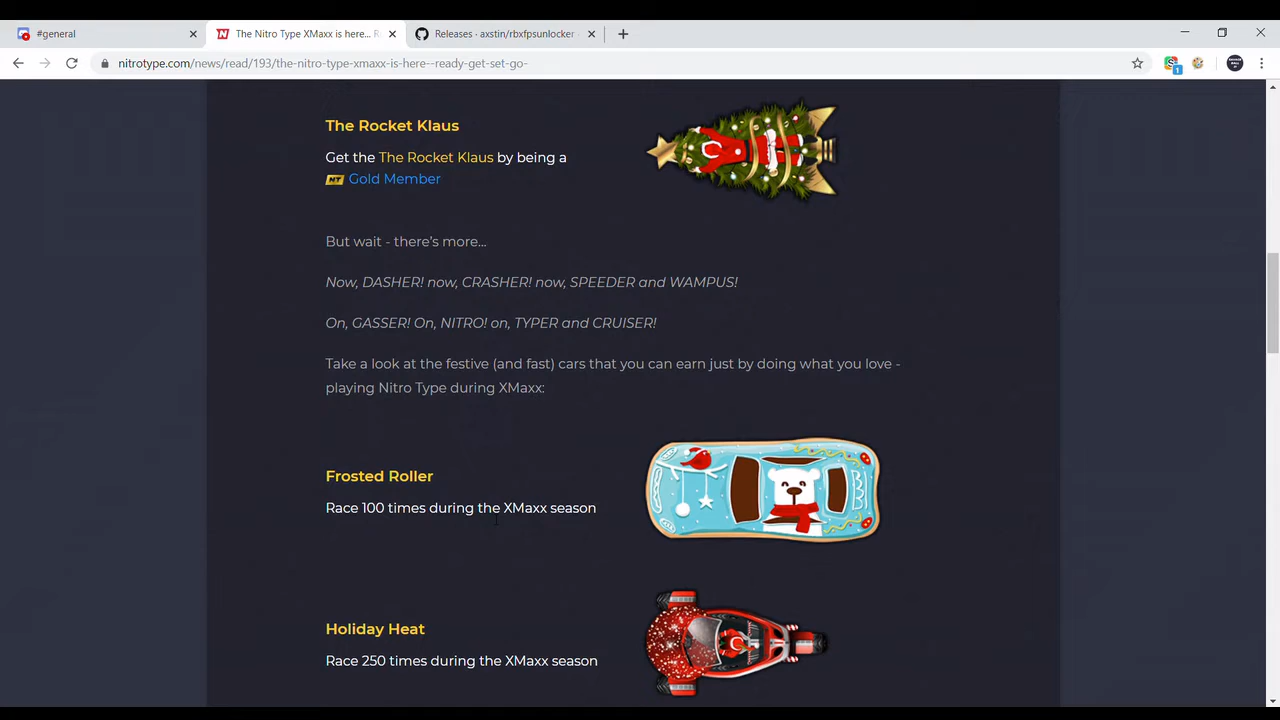 #general
The Nitro Type XMaxx is here... R
Releases - axstin/rbxfpsunlocker
nitrotype.com/news/read/193/the-nitro-type-xmaxx-is-here--ready-get-set-go-
1
The Rocket Klaus
Get the The Rocket Klaus by being a
NT Gold Member
But wait - there's more...
Now, DASHER! now, CRASHER! now, SPEEDER and WAMPUS!
On, GASSER! On, NITRO! on, TYPER and CRUISER!
Take a look at the festive (and fast) cars that you can earn just by doing what you love -
playing Nitro Type during XMaxx:
Frosted Roller
Race 100 times during the XMaxx season
Holiday Heat
Race 250 times during the XMaxx season